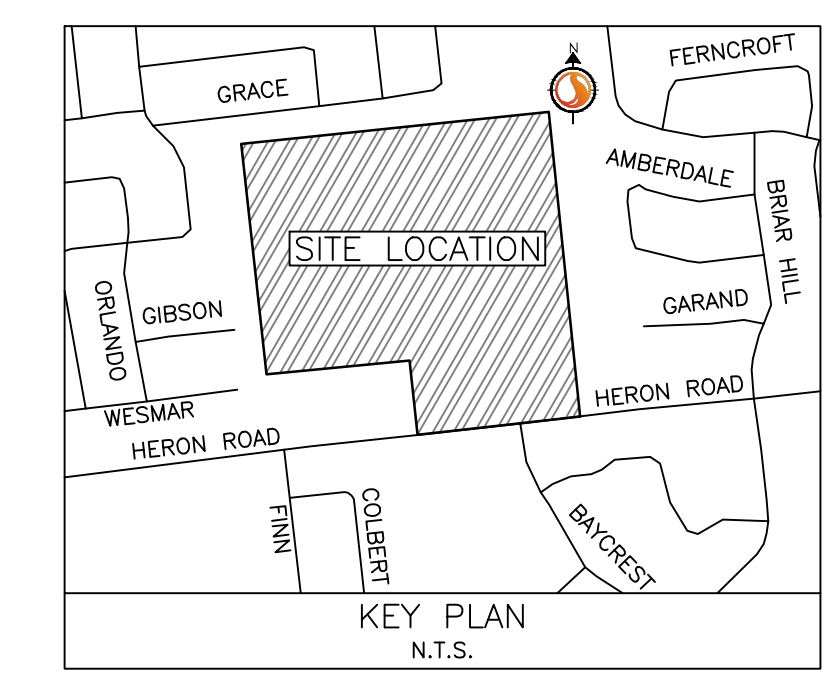 N
FERNCROFT
GRACE
AMBERDALE
BRIAR HILL
SITE LOCATION
ORLANDO
GIBSON
GARAND
WESMAR
HERON ROAD
HERON ROAD
FINN
COLBERT
BAYCREST
KEY PLAN
N.T.S.